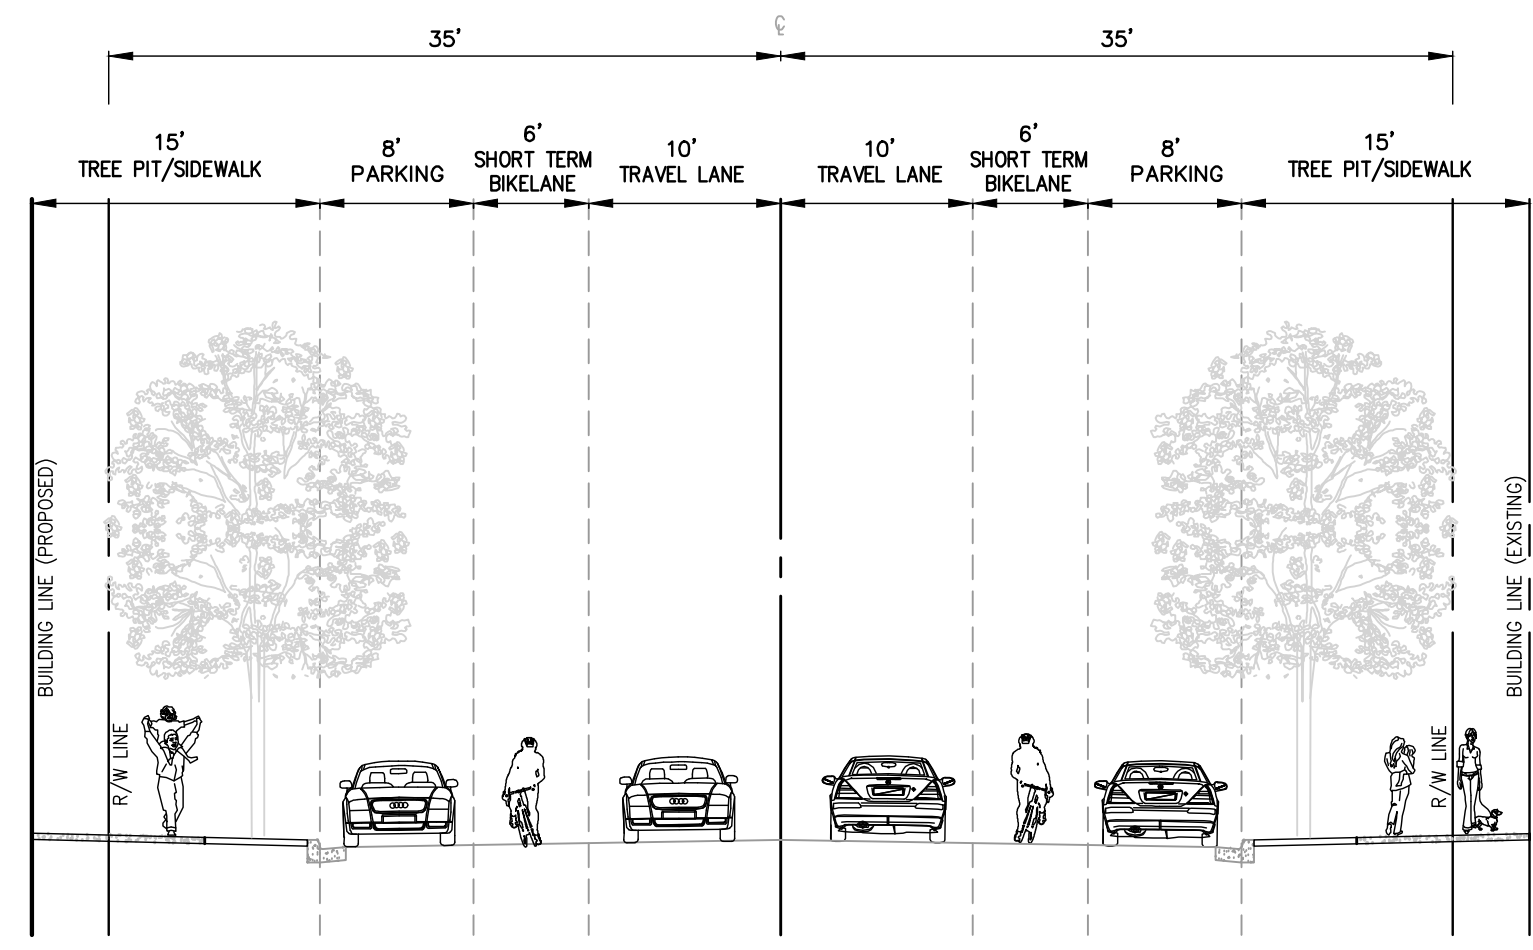 ℄
35'
35'
15'
TREE PIT/SIDEWALK
8'
PARKING
6'
SHORT TERM
BIKELANE
10'
TRAVEL LANE
10'
TRAVEL LANE
6'
SHORT TERM
BIKELANE
8'
PARKING
15'
TREE PIT/SIDEWALK
BUILDING LINE (PROPOSED)
R/W LINE
R/W LINE
BUILDING LINE (EXISTING)